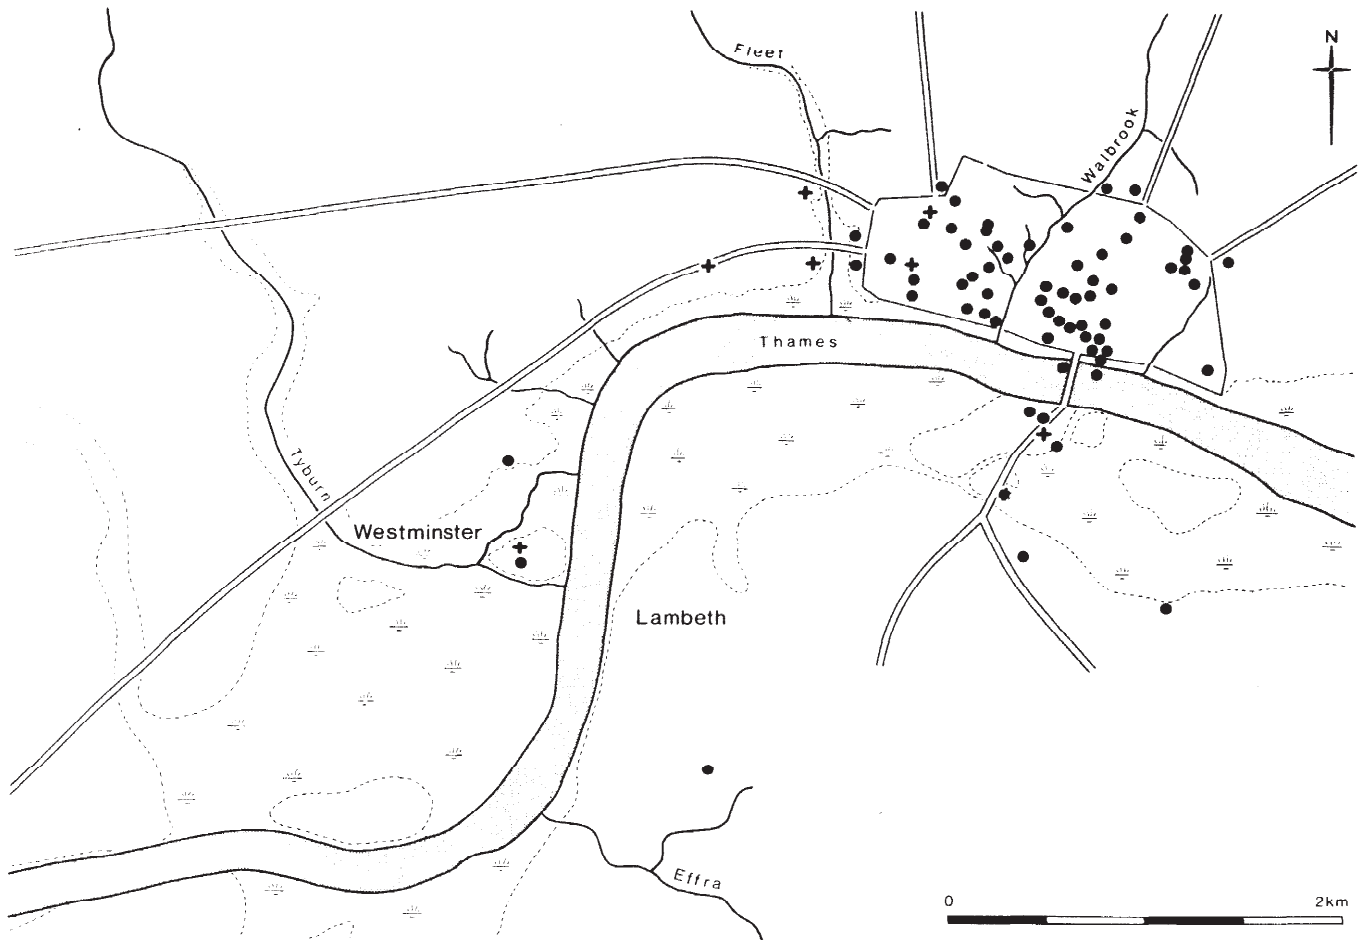 Fleet
N
Walbrook
Thames
Tyburn
Westminster
Lambeth
Effra
0 2km